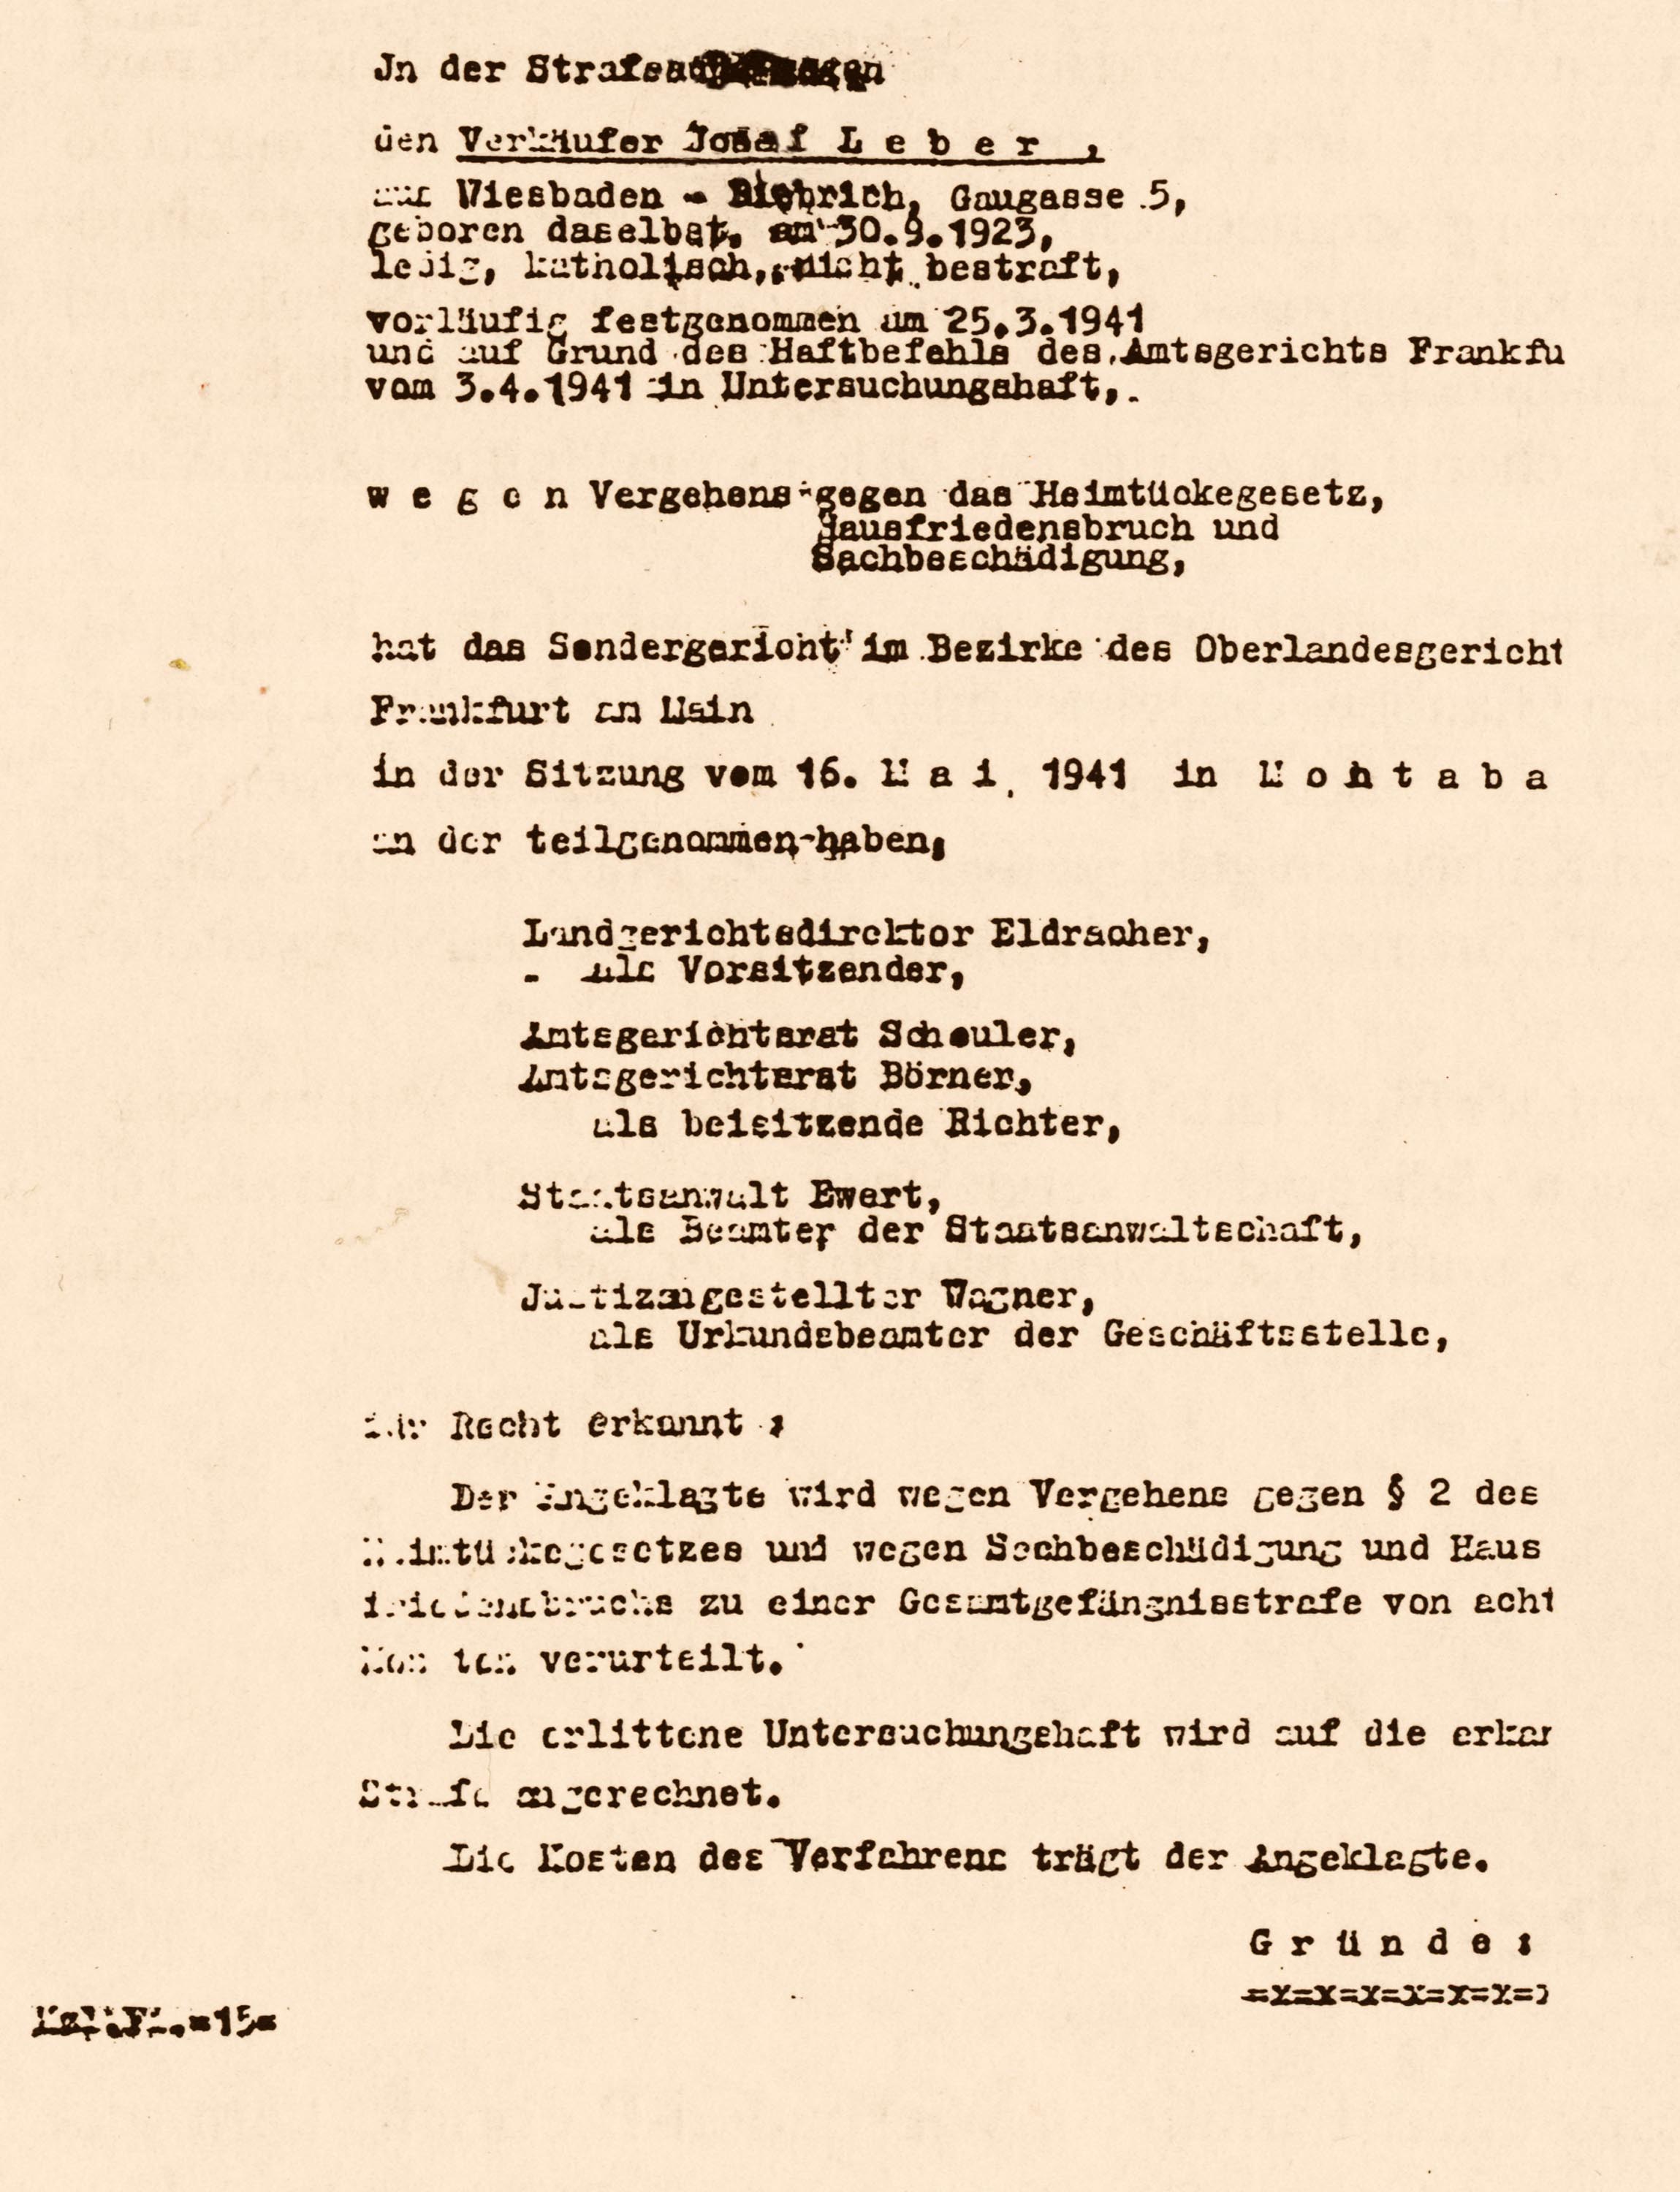 Jn der Strafsache gegen
den Verkäufer Josef L e b e r ,
aus Wiesbaden - Biebrich, Gaugasse 5,
geboren daselbst, am 30.9.1923,
ledig, katholisch, nicht bestraft,
vorläufig festgenommen am 25.3.1941
und auf Grund des Haftbefehls des Amtsgerichts Frankfu
vom 3.4.1941 in Untersuchungshaft,
w e g e n Vergehens gegen das Heimtückegesetz,
Hausfriedensbruch und
Sachbeschädigung,
hat das Sondergericht im Bezirke des Oberlandesgericht
Frankfurt am Main
in der Sitzung vom 16. M a i 1941 in M o n t a b a
an der teilgenommen haben:
Landgerichtsdirektor Eldracher,
- als Vorsitzender,
Amtsgerichtsrat Scheuler,
Amtsgerichtsrat Börner,
als beisitzende Richter,
Staatsanwalt Ewert,
als Beamter der Staatsanwaltschaft,
Justizangestellter Wagner,
als Urkundsbeamter der Geschäftsstelle,
für Recht erkannt :
Der Angeklagte wird wegen Vergehens gegen § 2 des
Heimtückegesetzes und wegen Sachbeschädigung und Haus
friedensbruchs zu einer Gesamtgefängnisstrafe von acht
Monaten verurteilt.
Die erlittene Untersuchungshaft wird auf die erkan
Strafe angerechnet.
Die Kosten des Verfahrens trägt der Angeklagte.
G r ü n d e :
=X=X=X=X=X=X=